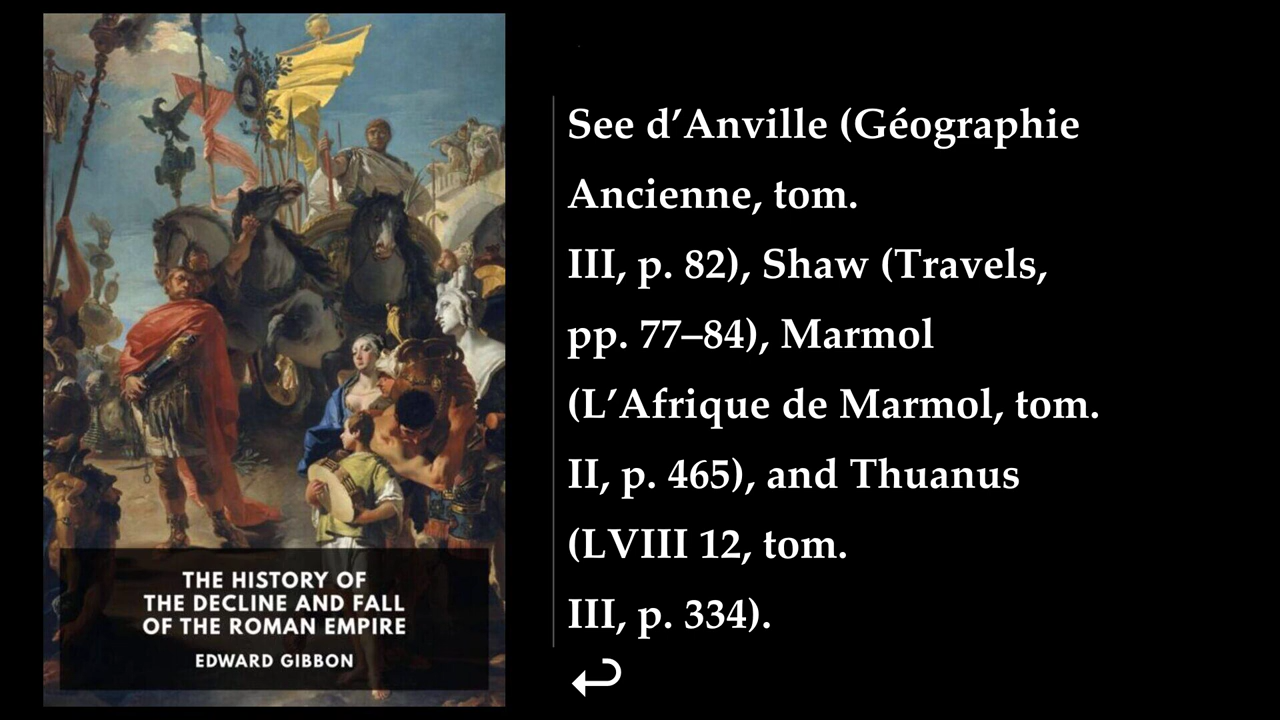 THE HISTORY OF
THE DECLINE AND FALL
OF THE ROMAN EMPIRE
EDWARD GIBBON
See d’Anville (Géographie
Ancienne, tom.
III, p. 82), Shaw (Travels,
pp. 77–84), Marmol
(L’Afrique de Marmol, tom.
II, p. 465), and Thuanus
(LVIII 12, tom.
III, p. 334).
↩